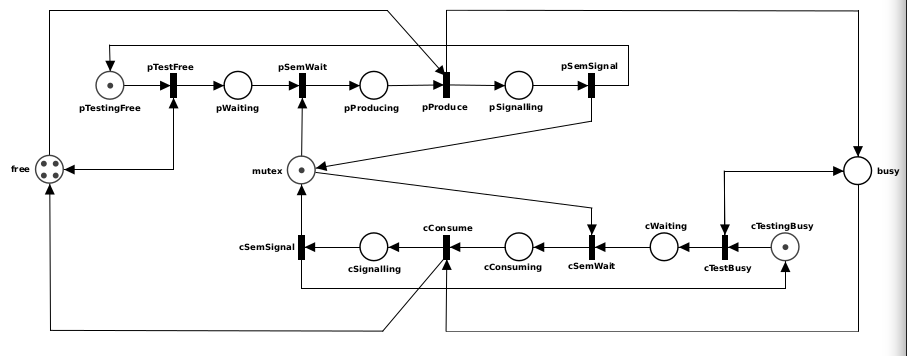 pTestFree
pSemWait
pSemSignal
pTestingFree
pWaiting
pProducing
pProduce
pSignalling
free
mutex
busy
cConsume
cWaiting
cTestingBusy
cSemSignal
cSignalling
cConsuming
cSemWait
cTestBusy